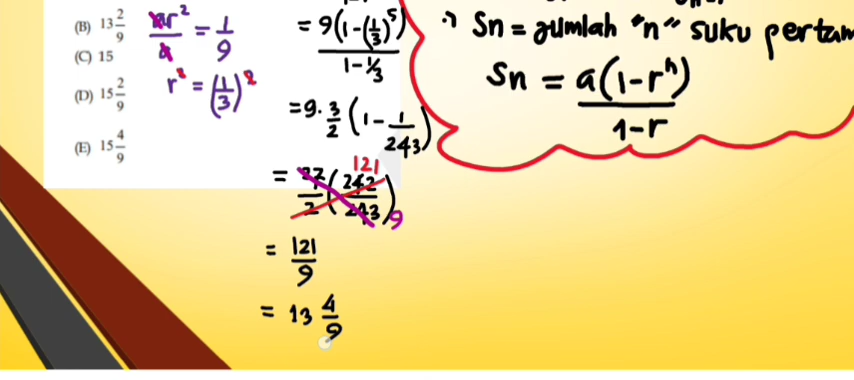 (B) 13 2/9
(C) 15
(D) 15 2/9
(E) 15 4/9
ar² / a = 1/9
r² = (1/3)²
= 9(1-(1/3)⁵) / 1-1/3
= 9 · 3/2 (1 - 1/243)
= 27/2 (242/243) 121 9
= 121/9
= 13 4/9
Sn = jumlah "n" suku pertam
Sn = a(1-rⁿ) / 1-r